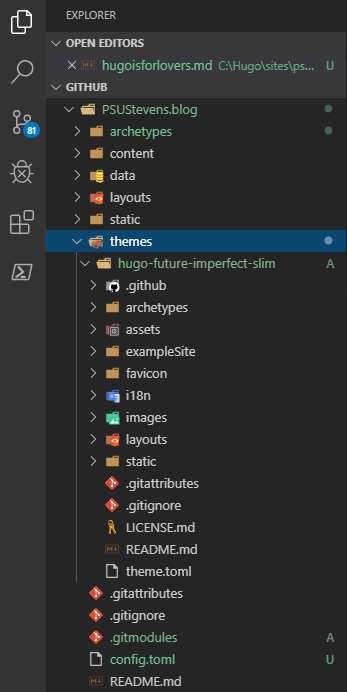 EXPLORER
OPEN EDITORS
hugoisforlovers.md C:\Hugo\sites\ps... U
GITHUB
PSUStevens.blog
archetypes
content
data
layouts
static
themes
hugo-future-imperfect-slim A
.github
archetypes
assets
exampleSite
favicon
i18n
images
layouts
static
.gitattributes
.gitignore
LICENSE.md
README.md
theme.toml
.gitattributes
.gitignore
.gitmodules A
config.toml U
README.md
81